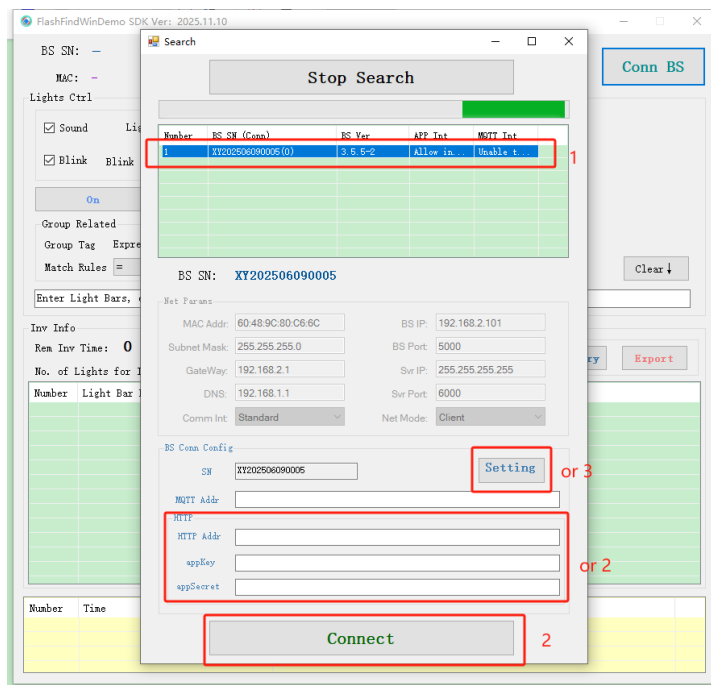 FlashFindWinDemo SDK Ver: 2025.11.10
BS SN: —
MAC: -
Conn BS
Lights Ctrl
Sound
Blink Blink
On
Group Related
Group Tag
Match Rules =
Clear↓
Enter Light Bars,
Inv Info
Rem Inv Time: 0
Export
No. of Lights for
Number Light Bar
Number Time
Search
Stop Search
Number BS SN (Conn) BS Ver APP Int MQTT Int
1 XY202506090005(0) 3.5.5-2 Allow in... Unable t...
1
BS SN: XY202506090005
Net Params
MAC Addr: 60:48:9C:80:C6:6C BS IP: 192.168.2.101
Subnet Mask: 255.255.255.0 BS Port: 5000
GateWay: 192.168.2.1 Svr IP: 255.255.255.255
DNS: 192.168.1.1 Svr Port: 6000
Comm Int: Standard Net Mode: Client
BS Conn Config
SN XY202506090005
Setting
or 3
MQTT Addr
HTTP
HTTP Addr
appKey
or 2
appSecret
Connect
2